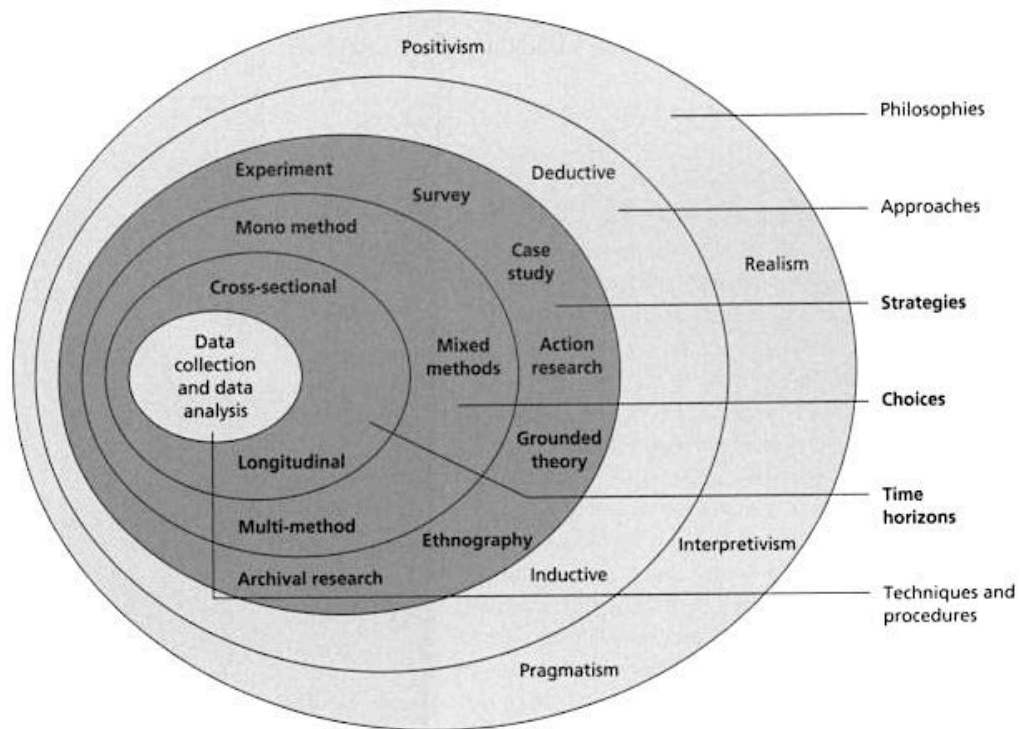 Positivism
Philosophies
Experiment
Deductive
Survey
Approaches
Mono method
Case
study
Realism
Cross-sectional
Strategies
Data
collection
and data
analysis
Mixed
methods
Action
research
Choices
Grounded
theory
Longitudinal
Time
horizons
Multi-method
Ethnography
Interpretivism
Archival research
Inductive
Techniques and
procedures
Pragmatism